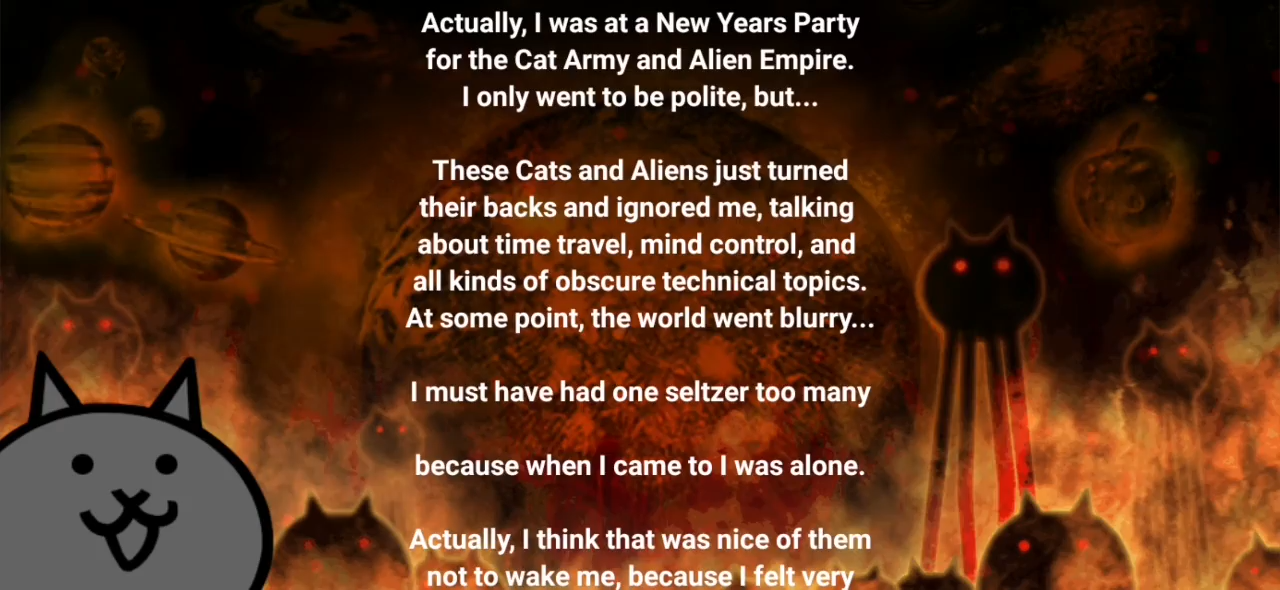 Actually, I was at a New Years Party
for the Cat Army and Alien Empire.
I only went to be polite, but...
These Cats and Aliens just turned
their backs and ignored me, talking
about time travel, mind control, and
all kinds of obscure technical topics.
At some point, the world went blurry...
I must have had one seltzer too many
because when I came to I was alone.
Actually, I think that was nice of them
not to wake me, because I felt very